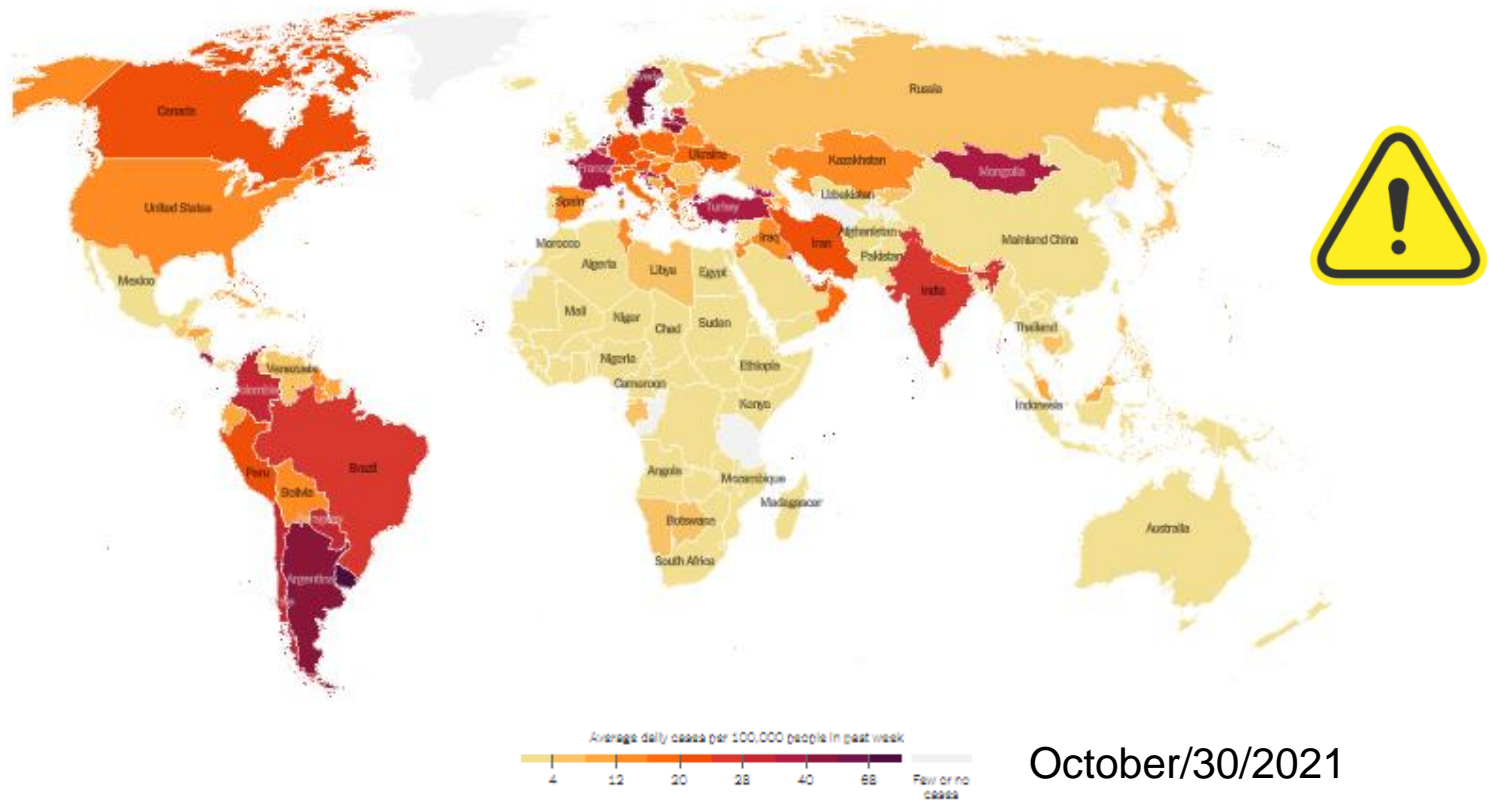 Canada
United States
Mexico
Venezuela
Colombia
Peru
Brazil
Bolivia
Argentina
France
Spain
Ukraine
Turkey
Russia
Kazakhstan
Uzbekistan
Mongolia
Mainland China
Afghanistan
Pakistan
Iraq
Iran
India
Thailand
Indonesia
Morocco
Algeria
Libya
Egypt
Mali
Niger
Chad
Sudan
Nigeria
Ethiopia
Cameroon
Kenya
Angola
Mozambique
Madagascar
Botswana
South Africa
Australia
!
Average daily cases per 100,000 people in past week
4 12 20 28 40 68
Few or no
cases
October/30/2021